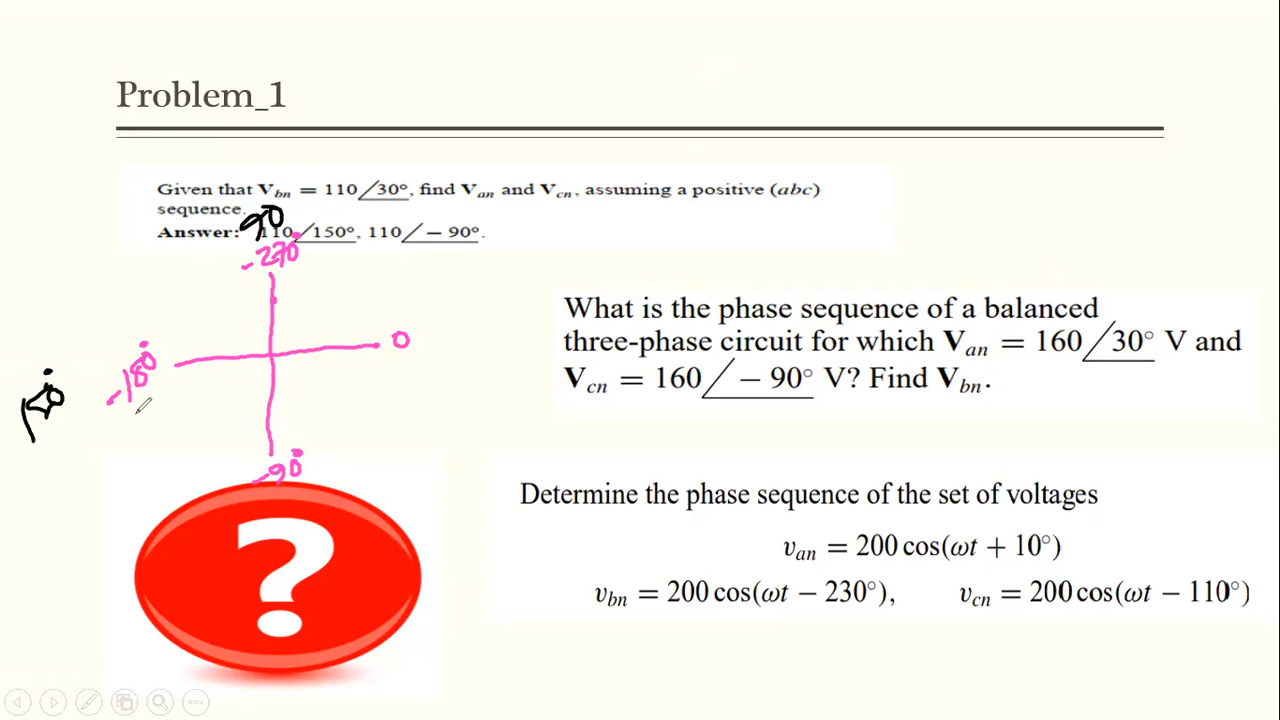 Problem_1
Given that V_bn = 110∠30°, find V_an and V_cn, assuming a positive (abc)
sequence.
Answer: 110∠150°, 110∠−90°.
90
-270°
0
-180°
-90°
What is the phase sequence of a balanced
three-phase circuit for which V_an = 160∠30° V and
V_cn = 160∠−90° V? Find V_bn.
?
Determine the phase sequence of the set of voltages
v_an = 200 cos(ωt + 10°)
v_bn = 200 cos(ωt − 230°), v_cn = 200 cos(ωt − 110°)